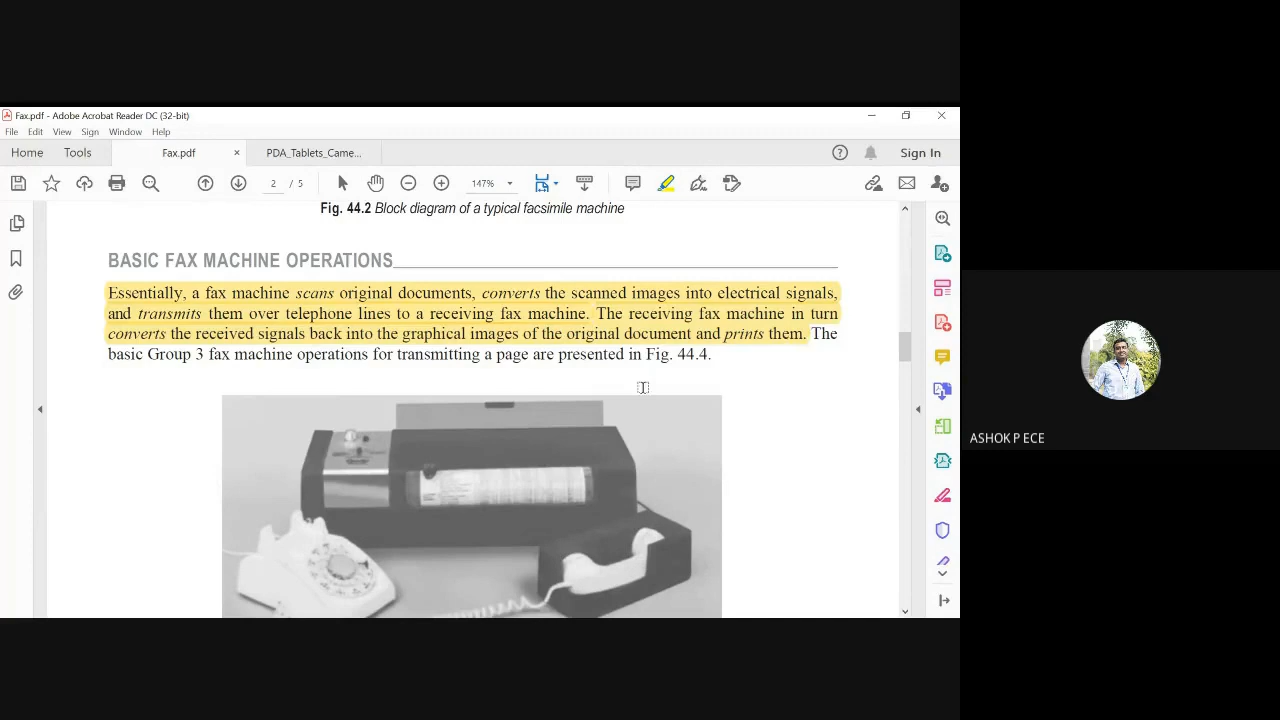 Fax.pdf - Adobe Acrobat Reader DC (32-bit)
File Edit View Sign Window Help
Home Tools Fax.pdf × PDA_Tablets_Came... Sign In
2 / 5 147%
Fig. 44.2 Block diagram of a typical facsimile machine
BASIC FAX MACHINE OPERATIONS
Essentially, a fax machine scans original documents, converts the scanned images into electrical signals,
and transmits them over telephone lines to a receiving fax machine. The receiving fax machine in turn
converts the received signals back into the graphical images of the original document and prints them. The
basic Group 3 fax machine operations for transmitting a page are presented in Fig. 44.4.
ASHOK P ECE